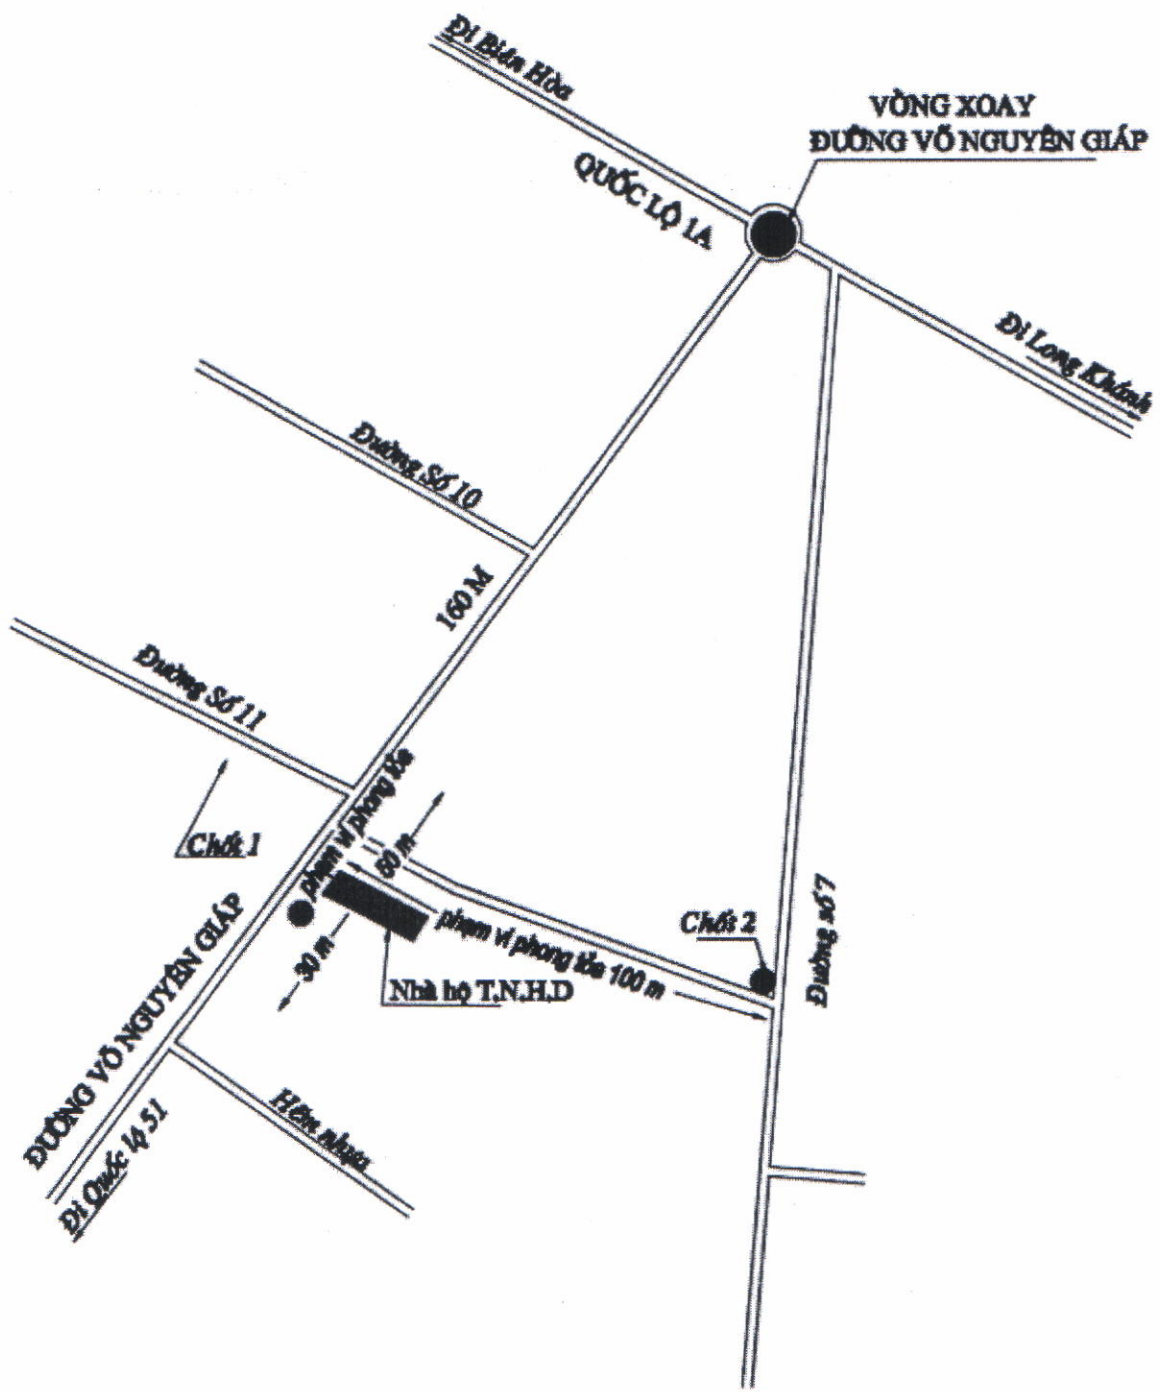 Đi Biên Hòa
VÒNG XOAY
ĐƯỜNG VÕ NGUYÊN GIÁP
QUỐC LỘ 1A
Đi Long Khánh
Đường Số 10
160 M
Đường Số 11
phạm vi phong tỏa
Chốt 1
50 m
ĐƯỜNG VÕ NGUYÊN GIÁP
phạm vi phong tỏa 100 m
Chốt 2
Đường số 7
30 m
Nhà hộ T.N.H.D
Hẻm nhựa
Đi Quốc lộ 51